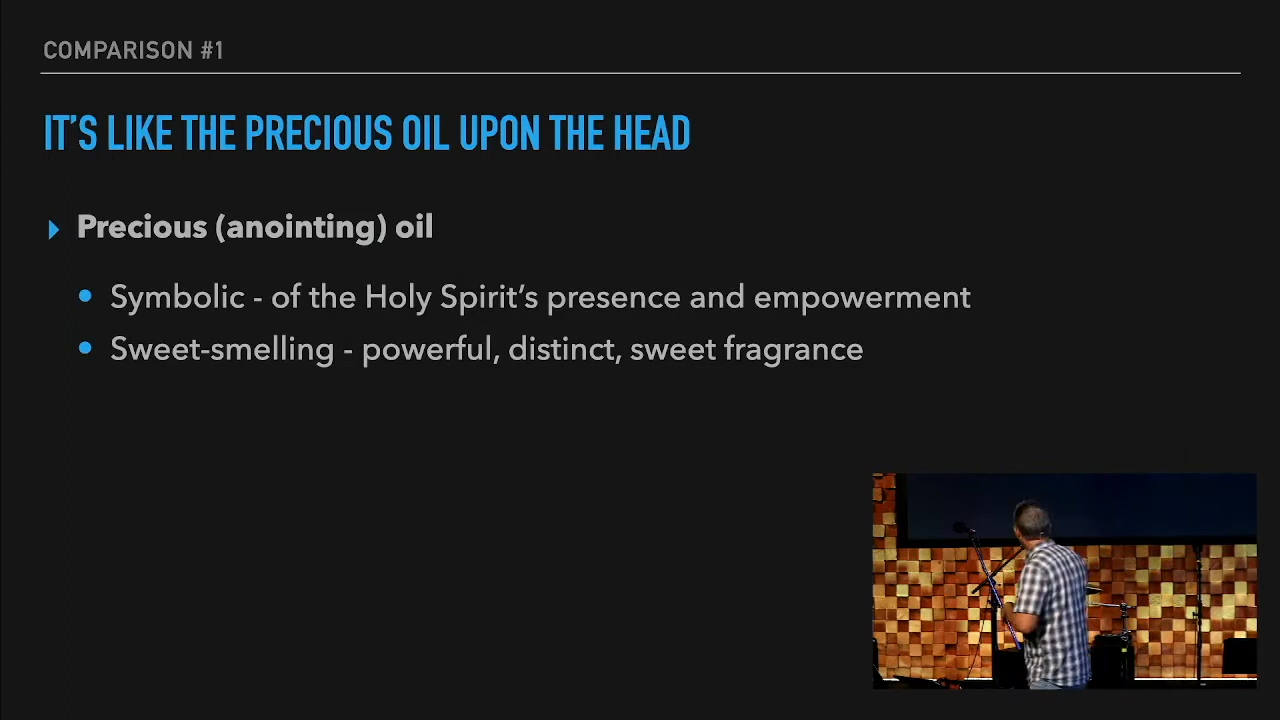 COMPARISON #1
IT'S LIKE THE PRECIOUS OIL UPON THE HEAD
Precious (anointing) oil
Symbolic - of the Holy Spirit's presence and empowerment
Sweet-smelling - powerful, distinct, sweet fragrance